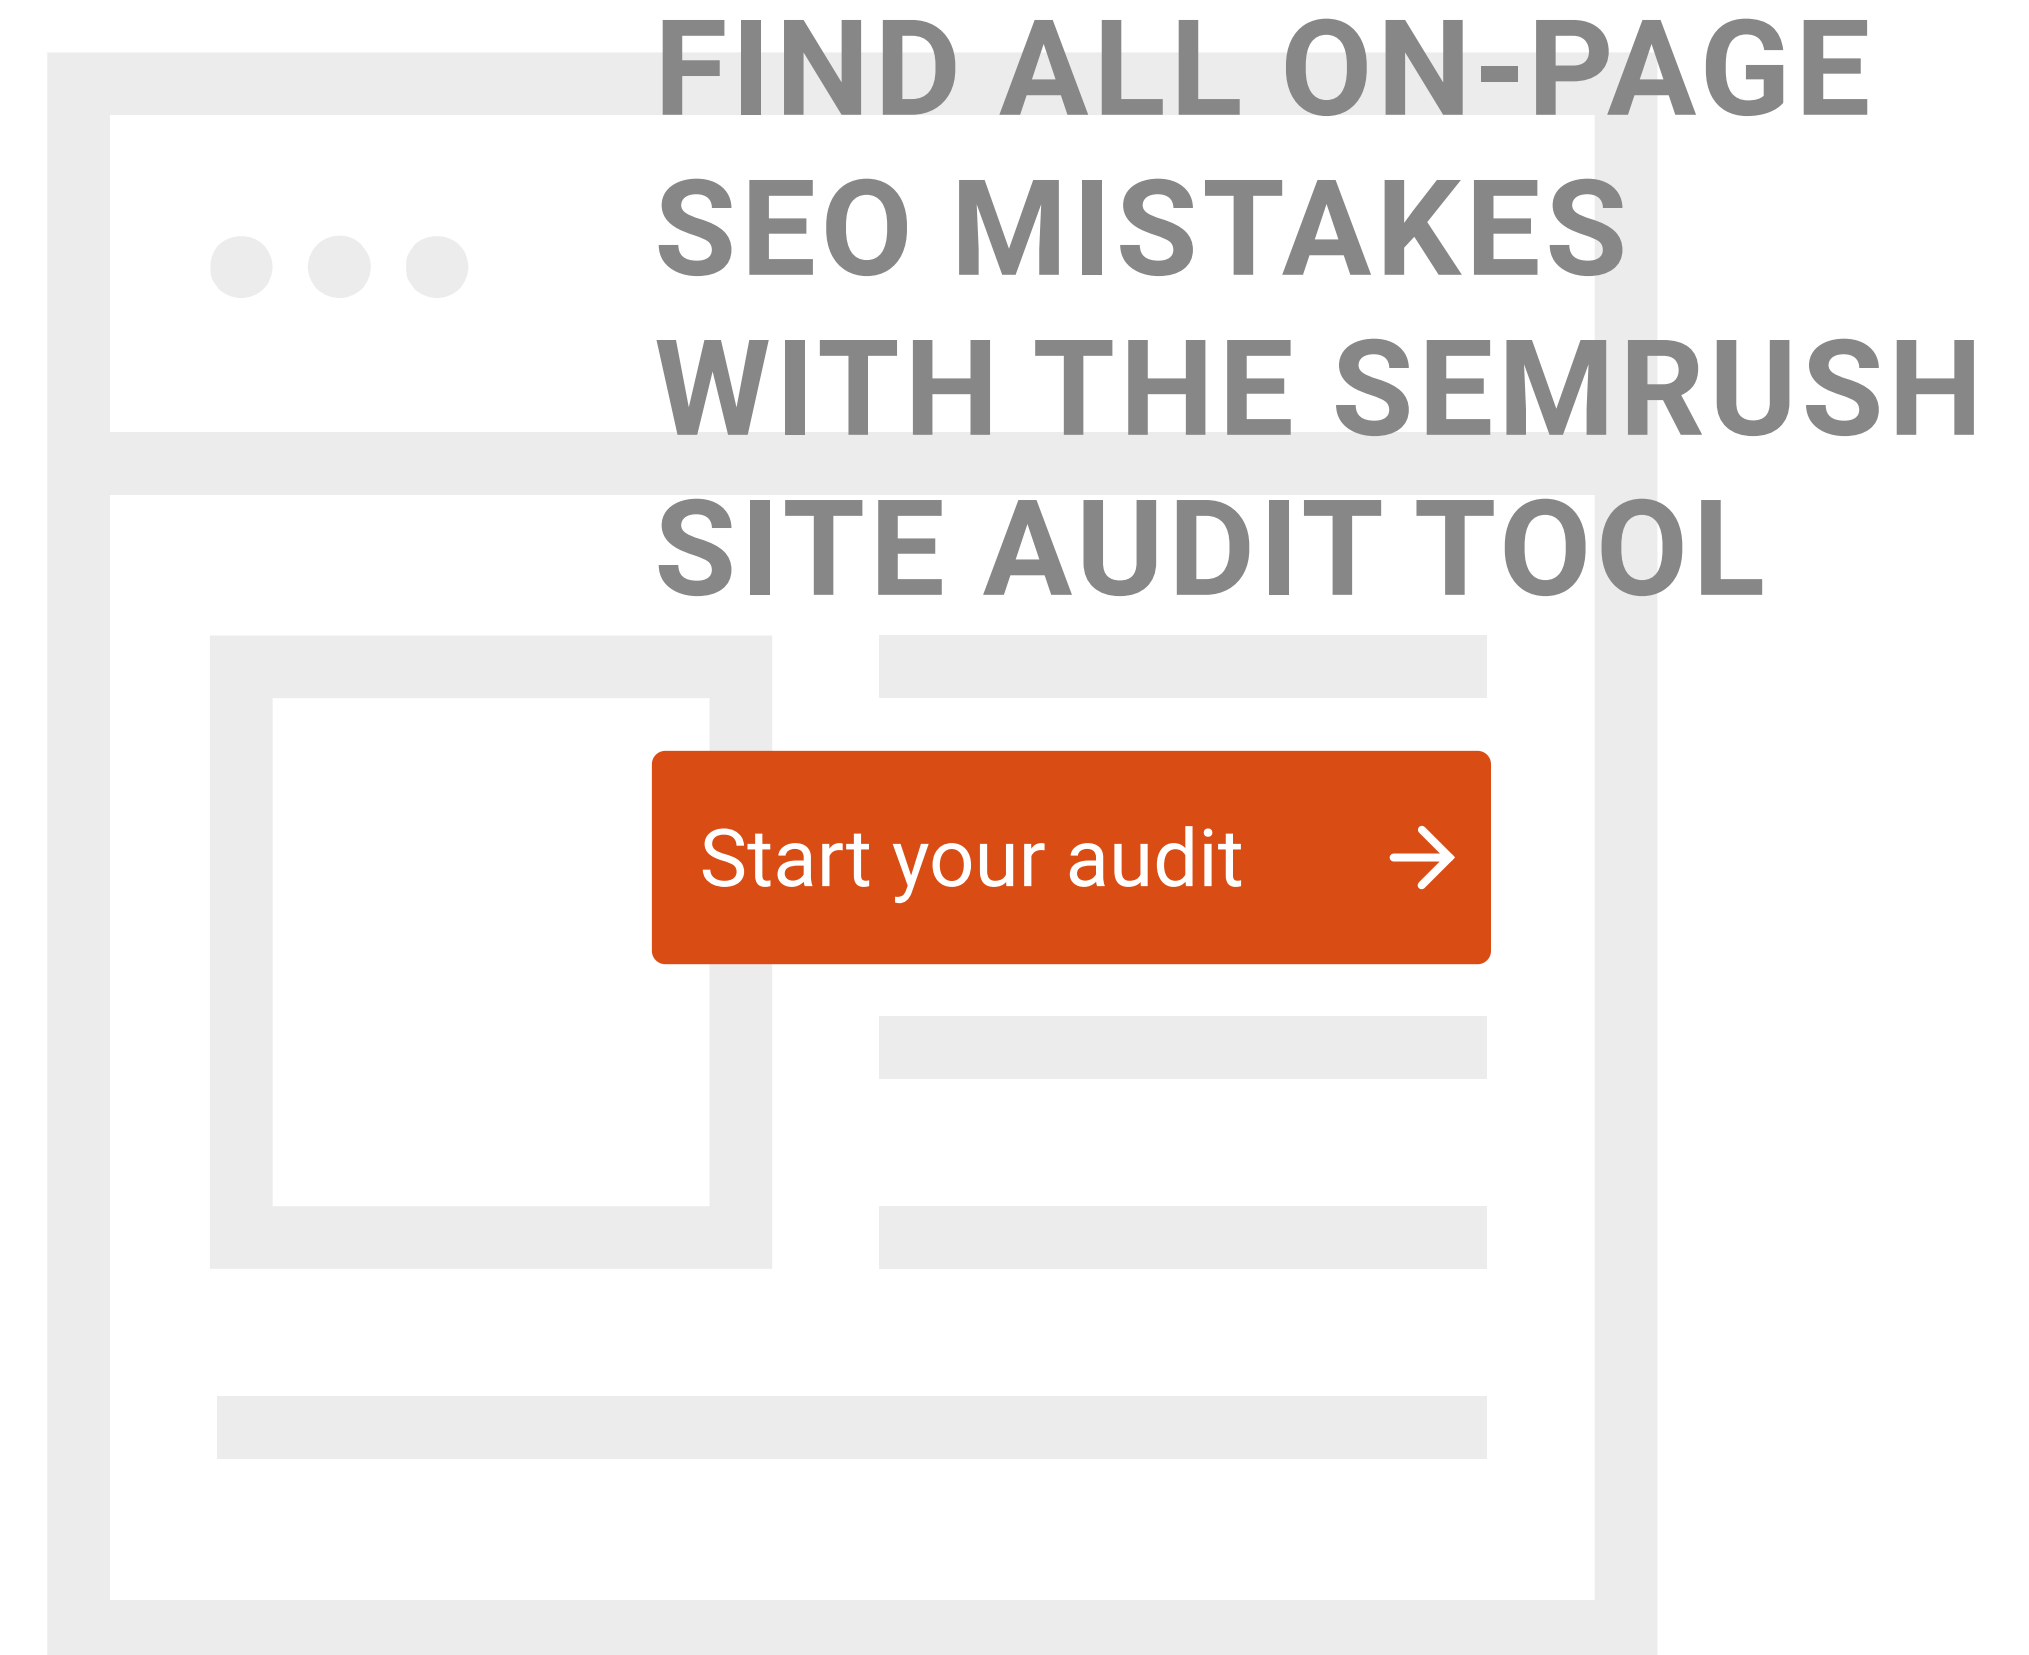 FIND ALL ON-PAGE
SEO MISTAKES
WITH THE SEMRUSH
SITE AUDIT TOOL
Start your audit